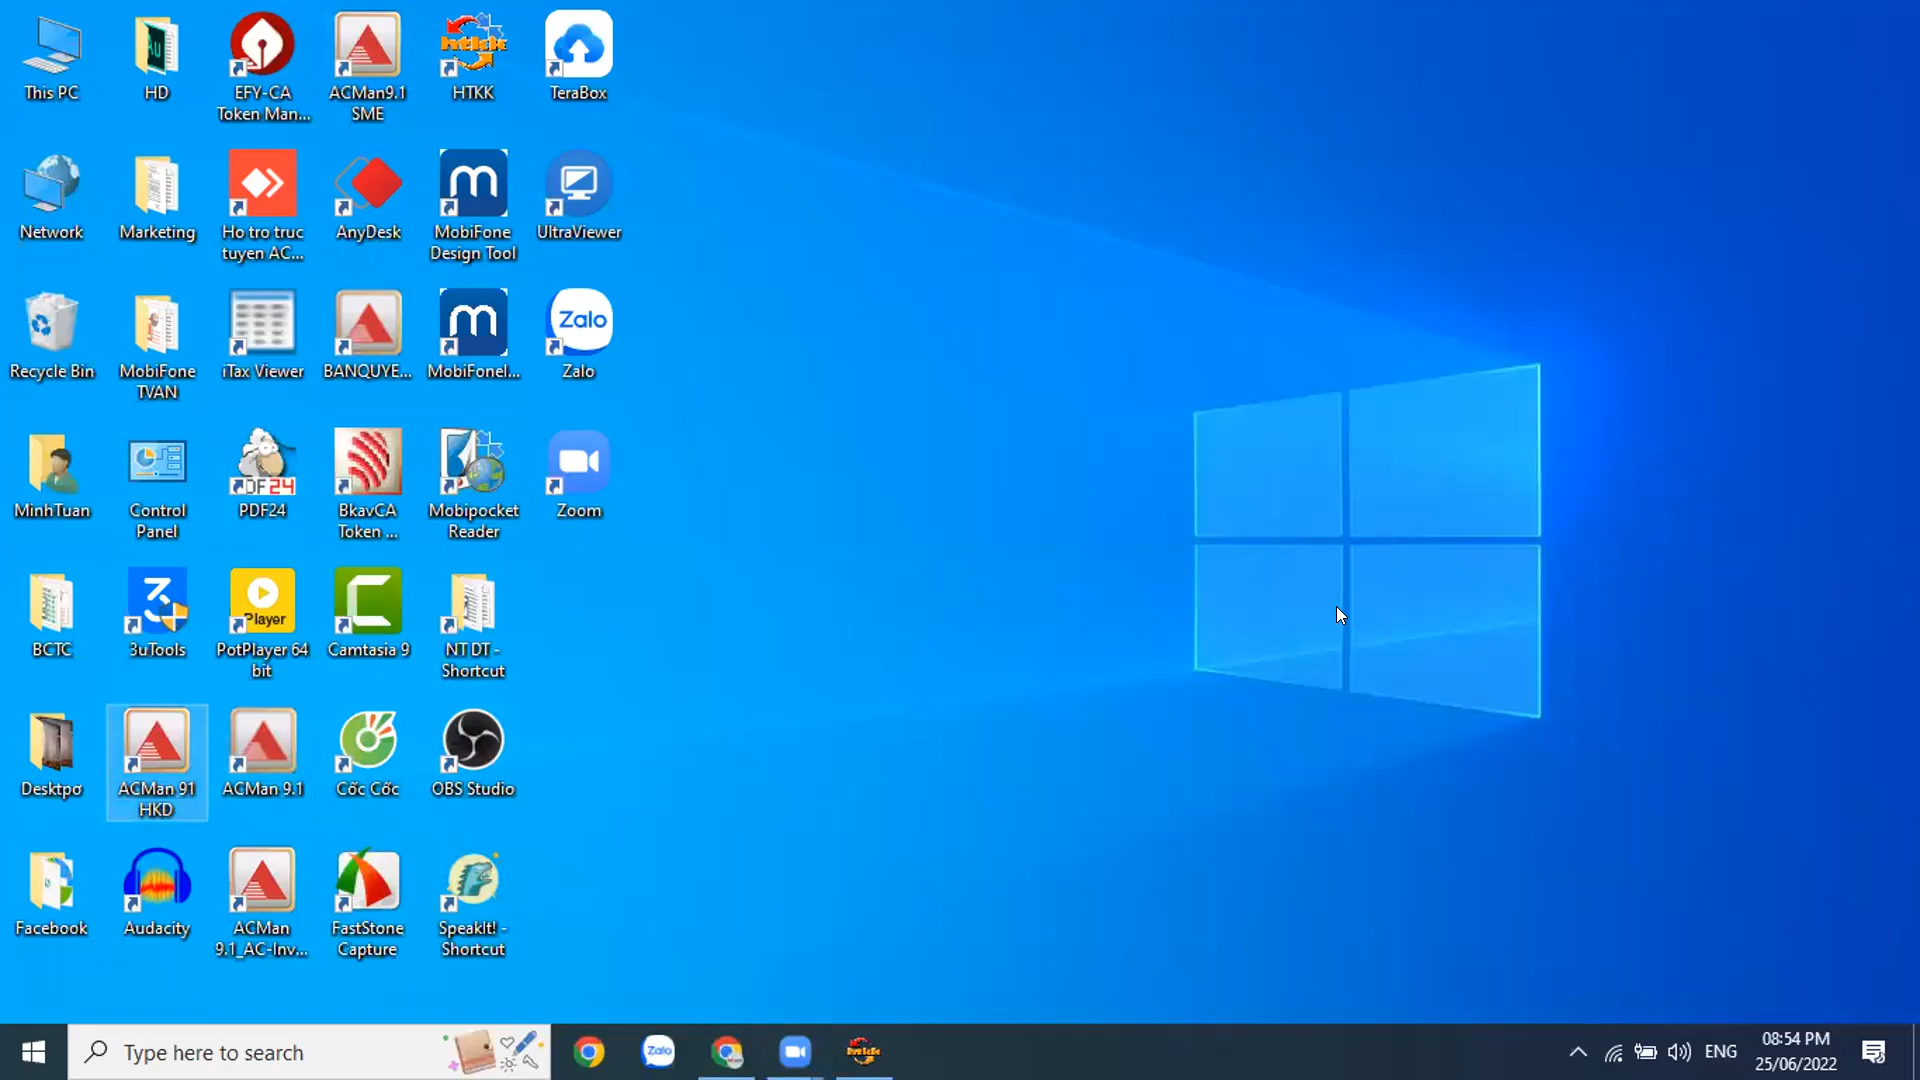 This PC
HD
EFY-CA
Token Man...
ACMan9.1
SME
htkk
HTKK
TeraBox
Network
Marketing
Ho tro truc
tuyen AC...
AnyDesk
MobiFone
Design Tool
UltraViewer
Recycle Bin
MobiFone
TVAN
iTax Viewer
BANQUYE...
MobiFoneI...
Zalo
Zalo
MinhTuan
Control
Panel
PDF24
PDF24
BkavCA
Token ...
Mobipocket
Reader
Zoom
BCTC
3uTools
Player
PotPlayer 64
bit
Camtasia 9
NT DT -
Shortcut
Desktpo
ACMan 91
HKD
ACMan 9.1
Cốc Cốc
OBS Studio
Facebook
Audacity
ACMan
9.1_AC-Inv...
FastStone
Capture
SpeakIt! -
Shortcut
Type here to search
Zalo
htkk
ENG
08:54 PM
25/06/2022